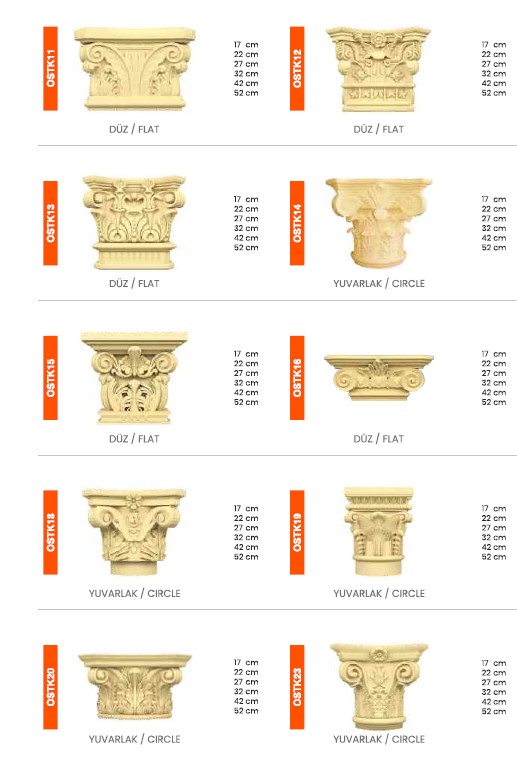 OSTK11
17 cm
22 cm
27 cm
32 cm
42 cm
52 cm
DÜZ / FLAT
OSTK12
17 cm
22 cm
27 cm
32 cm
42 cm
52 cm
DÜZ / FLAT
OSTK13
17 cm
22 cm
27 cm
32 cm
42 cm
52 cm
DÜZ / FLAT
OSTK14
17 cm
22 cm
27 cm
32 cm
42 cm
52 cm
YUVARLAK / CIRCLE
OSTK15
17 cm
22 cm
27 cm
32 cm
42 cm
52 cm
DÜZ / FLAT
OSTK16
17 cm
22 cm
27 cm
32 cm
42 cm
52 cm
DÜZ / FLAT
OSTK18
17 cm
22 cm
27 cm
32 cm
42 cm
52 cm
YUVARLAK / CIRCLE
OSTK19
17 cm
22 cm
27 cm
32 cm
42 cm
52 cm
YUVARLAK / CIRCLE
OSTK20
17 cm
22 cm
27 cm
32 cm
42 cm
52 cm
YUVARLAK / CIRCLE
OSTK23
17 cm
22 cm
27 cm
32 cm
42 cm
52 cm
YUVARLAK / CIRCLE